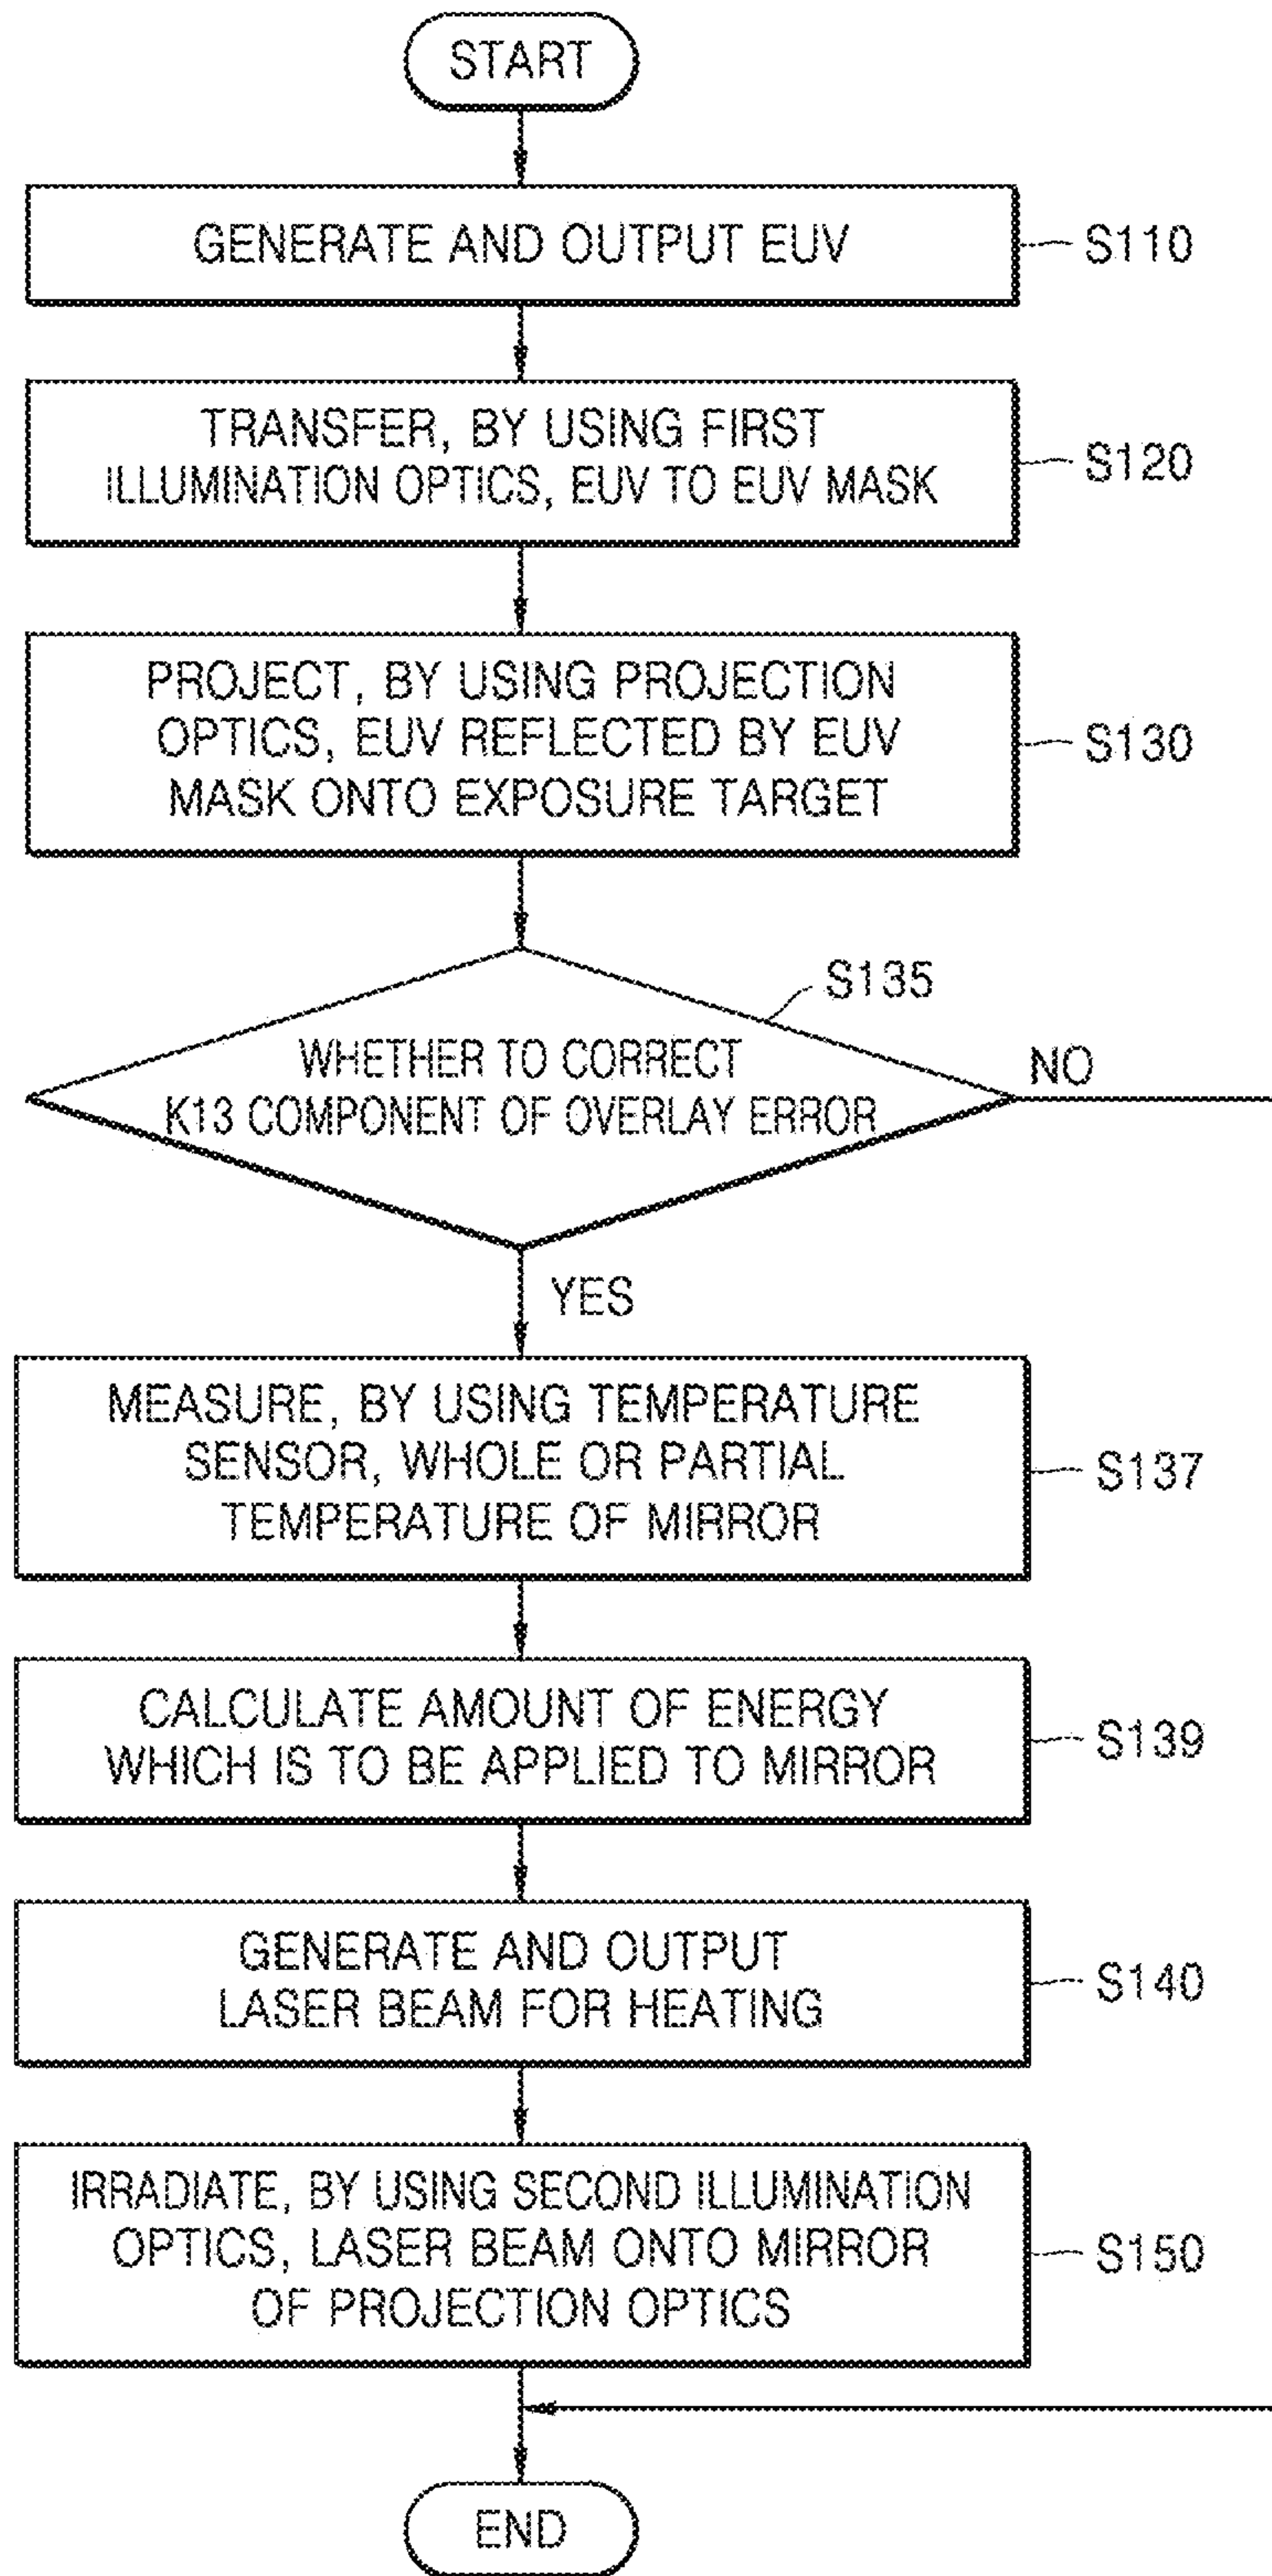 START
GENERATE AND OUTPUT EUV
S110
TRANSFER, BY USING FIRST
ILLUMINATION OPTICS, EUV TO EUV MASK
S120
PROJECT, BY USING PROJECTION
OPTICS, EUV REFLECTED BY EUV
MASK ONTO EXPOSURE TARGET
S130
S135
WHETHER TO CORRECT
K13 COMPONENT OF OVERLAY ERROR
NO
YES
MEASURE, BY USING TEMPERATURE
SENSOR, WHOLE OR PARTIAL
TEMPERATURE OF MIRROR
S137
CALCULATE AMOUNT OF ENERGY
WHICH IS TO BE APPLIED TO MIRROR
S139
GENERATE AND OUTPUT
LASER BEAM FOR HEATING
S140
IRRADIATE, BY USING SECOND ILLUMINATION
OPTICS, LASER BEAM ONTO MIRROR
OF PROJECTION OPTICS
S150
END